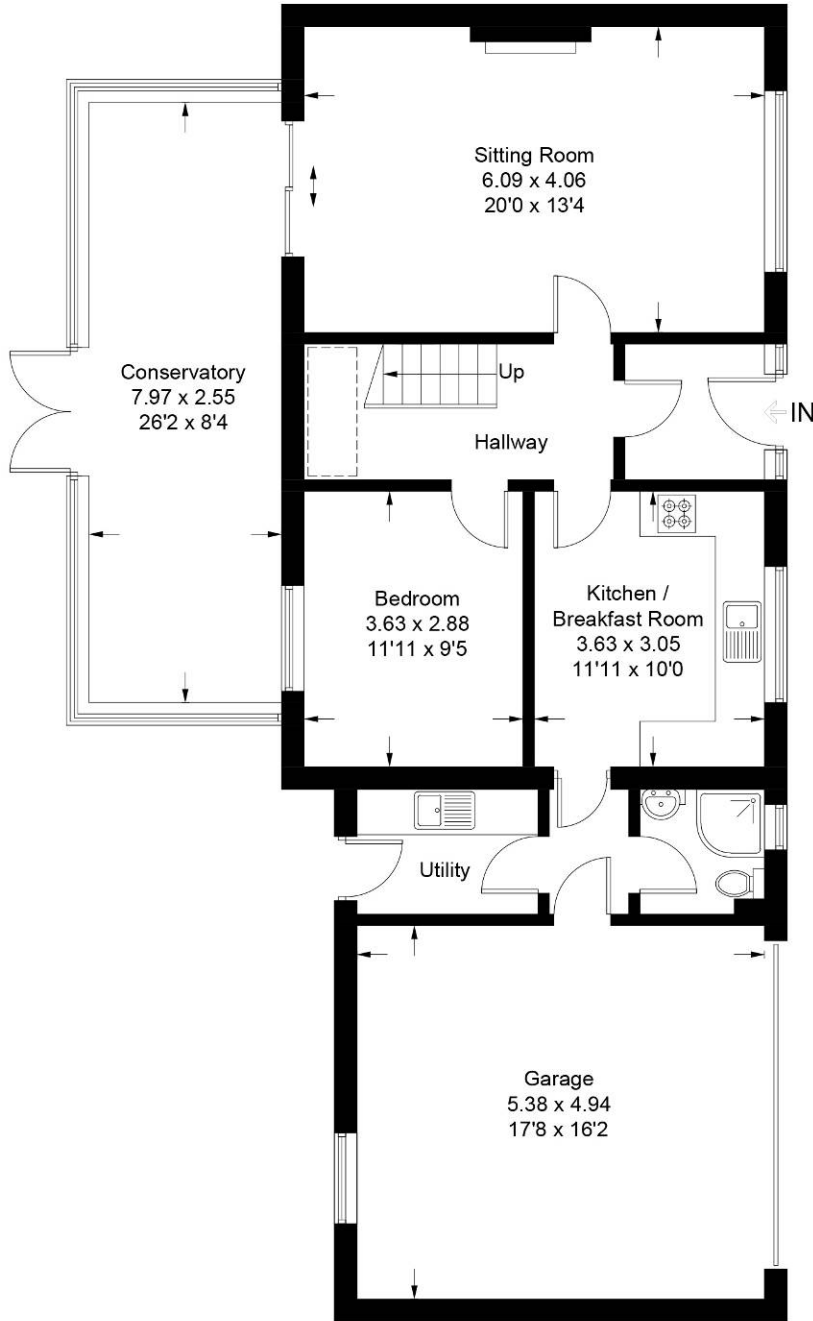 Sitting Room
6.09 x 4.06
20'0 x 13'4
Conservatory
7.97 x 2.55
26'2 x 8'4
Up
Hallway
IN
Bedroom
3.63 x 2.88
11'11 x 9'5
Kitchen /
Breakfast Room
3.63 x 3.05
11'11 x 10'0
Utility
Garage
5.38 x 4.94
17'8 x 16'2